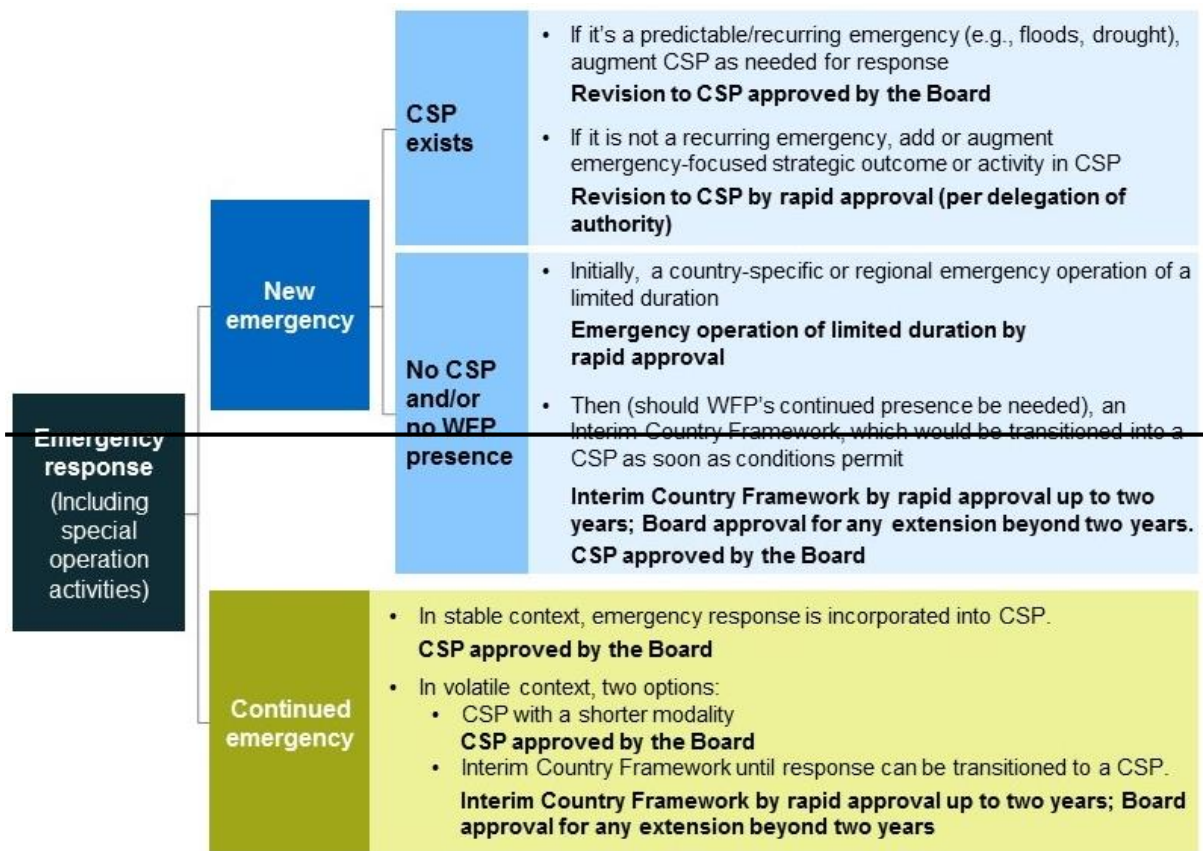 Emergency
response
(Including
special
operation
activities)
New
emergency
CSP
exists
• If it's a predictable/recurring emergency (e.g., floods, drought),
augment CSP as needed for response
Revision to CSP approved by the Board
• If it is not a recurring emergency, add or augment
emergency-focused strategic outcome or activity in CSP
Revision to CSP by rapid approval (per delegation of
authority)
No CSP
and/or
no WFP
presence
• Initially, a country-specific or regional emergency operation of a
limited duration
Emergency operation of limited duration by
rapid approval
• Then (should WFP's continued presence be needed), an
Interim Country Framework, which would be transitioned into a
CSP as soon as conditions permit
Interim Country Framework by rapid approval up to two
years; Board approval for any extension beyond two years.
CSP approved by the Board
Continued
emergency
• In stable context, emergency response is incorporated into CSP.
CSP approved by the Board
• In volatile context, two options:
• CSP with a shorter modality
CSP approved by the Board
• Interim Country Framework until response can be transitioned to a CSP.
Interim Country Framework by rapid approval up to two years; Board
approval for any extension beyond two years